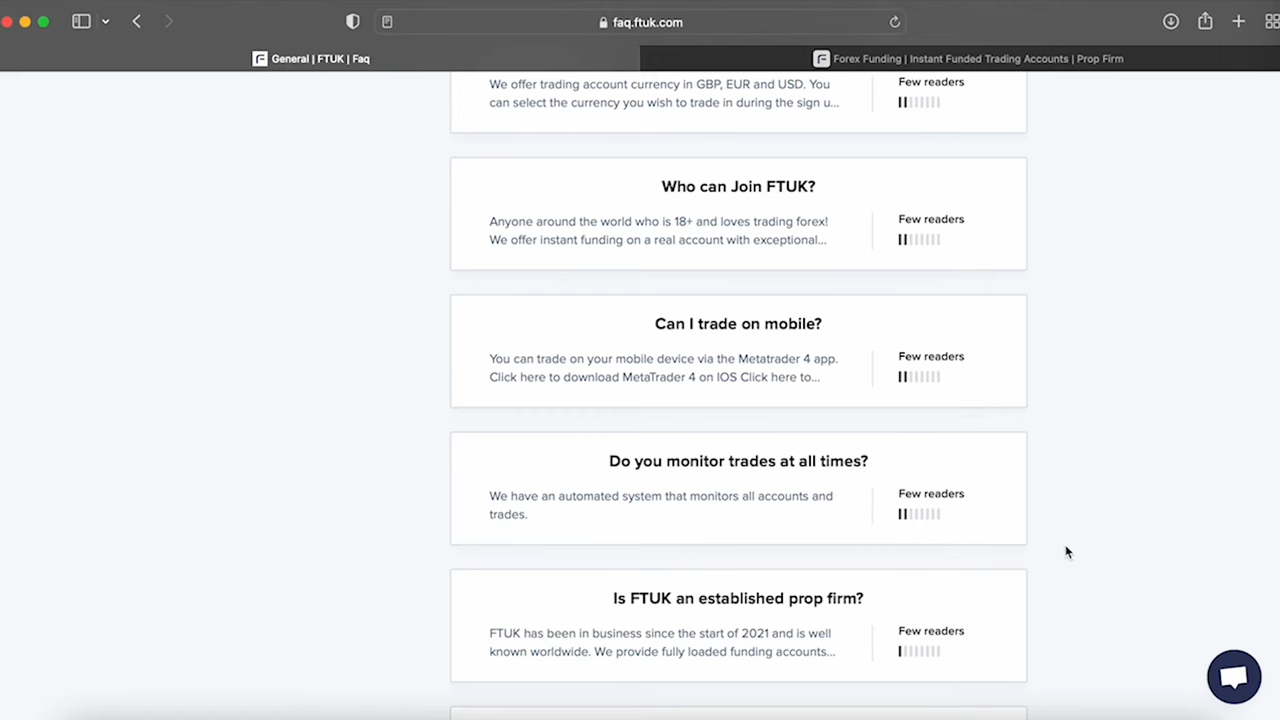 faq.ftuk.com
General | FTUK | Faq
Forex Funding | Instant Funded Trading Accounts | Prop Firm
We offer trading account currency in GBP, EUR and USD. You
can select the currency you wish to trade in during the sign u...
Few readers
Who can Join FTUK?
Anyone around the world who is 18+ and loves trading forex!
We offer instant funding on a real account with exceptional...
Few readers
Can I trade on mobile?
You can trade on your mobile device via the Metatrader 4 app.
Click here to download MetaTrader 4 on IOS Click here to...
Few readers
Do you monitor trades at all times?
We have an automated system that monitors all accounts and
trades.
Few readers
Is FTUK an established prop firm?
FTUK has been in business since the start of 2021 and is well
known worldwide. We provide fully loaded funding accounts...
Few readers